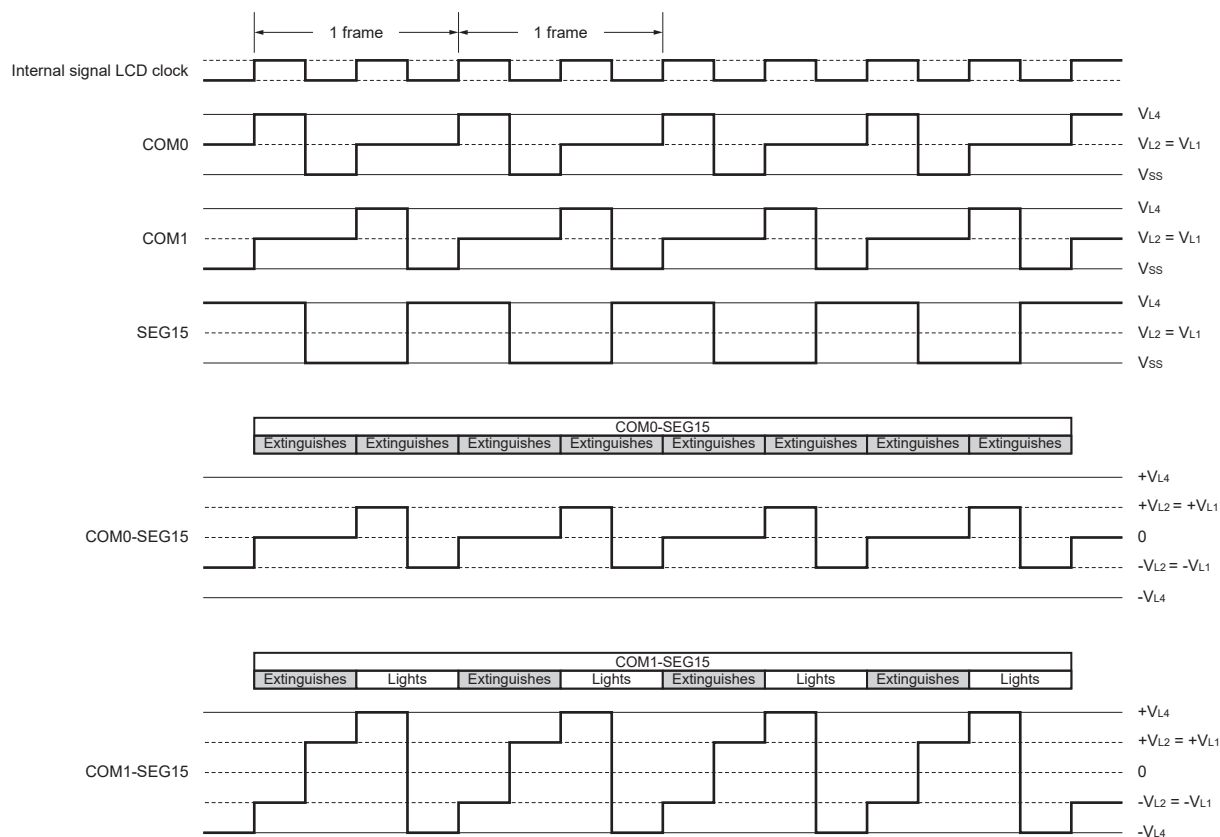 1 frame 1 frame
Internal signal LCD clock
COM0
VL4
VL2 = VL1
VSS
COM1
VL4
VL2 = VL1
VSS
SEG15
VL4
VL2 = VL1
VSS
COM0-SEG15
Extinguishes Extinguishes Extinguishes Extinguishes Extinguishes Extinguishes Extinguishes Extinguishes
COM0-SEG15
+VL4
+VL2 = +VL1
0
-VL2 = -VL1
-VL4
COM1-SEG15
Extinguishes Lights Extinguishes Lights Extinguishes Lights Extinguishes Lights
COM1-SEG15
+VL4
+VL2 = +VL1
0
-VL2 = -VL1
-VL4